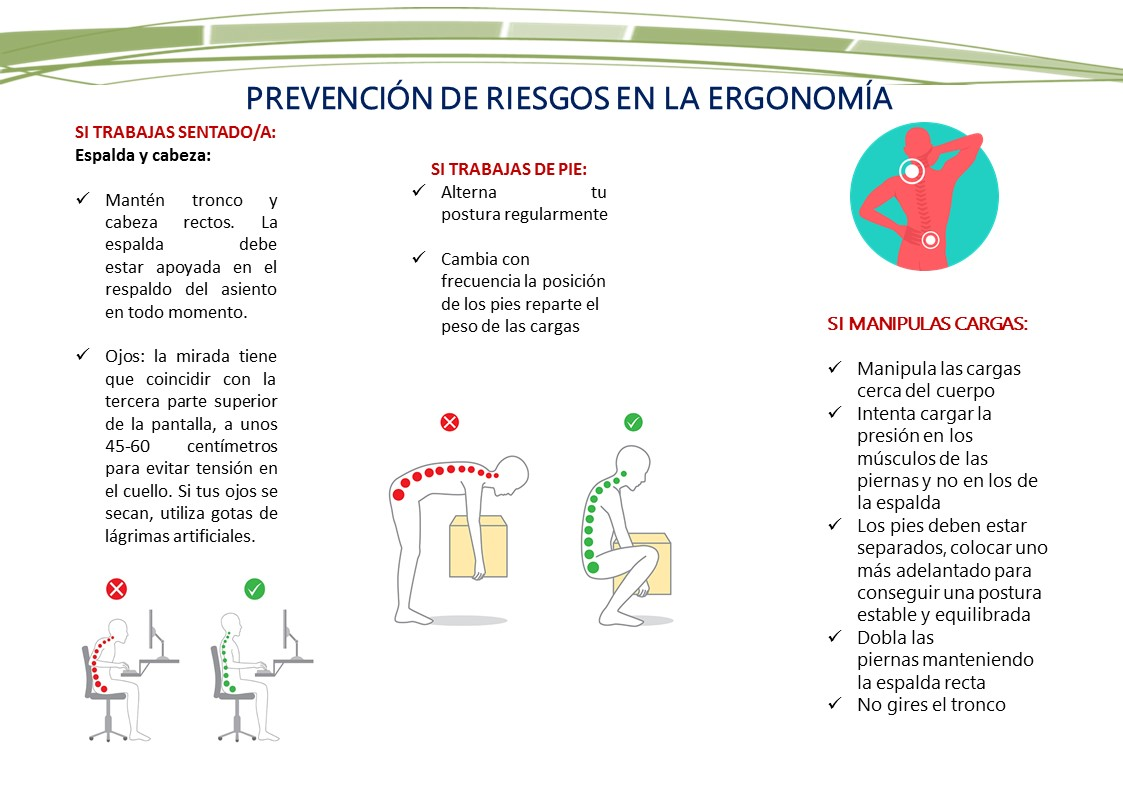 PREVENCIÓN DE RIESGOS EN LA ERGONOMÍA
SI TRABAJAS SENTADO/A:
Espalda y cabeza:
✓ Mantén tronco y
cabeza rectos. La
espalda debe
estar apoyada en el
respaldo del asiento
en todo momento.
✓ Ojos: la mirada tiene
que coincidir con la
tercera parte superior
de la pantalla, a unos
45-60 centímetros
para evitar tensión en
el cuello. Si tus ojos se
secan, utiliza gotas de
lágrimas artificiales.
SI TRABAJAS DE PIE:
✓ Alterna tu
postura regularmente
✓ Cambia con
frecuencia la posición
de los pies reparte el
peso de las cargas
SI MANIPULAS CARGAS:
✓ Manipula las cargas
cerca del cuerpo
✓ Intenta cargar la
presión en los
músculos de las
piernas y no en los de
la espalda
✓ Los pies deben estar
separados, colocar uno
más adelantado para
conseguir una postura
estable y equilibrada
✓ Dobla las
piernas manteniendo
la espalda recta
✓ No gires el tronco